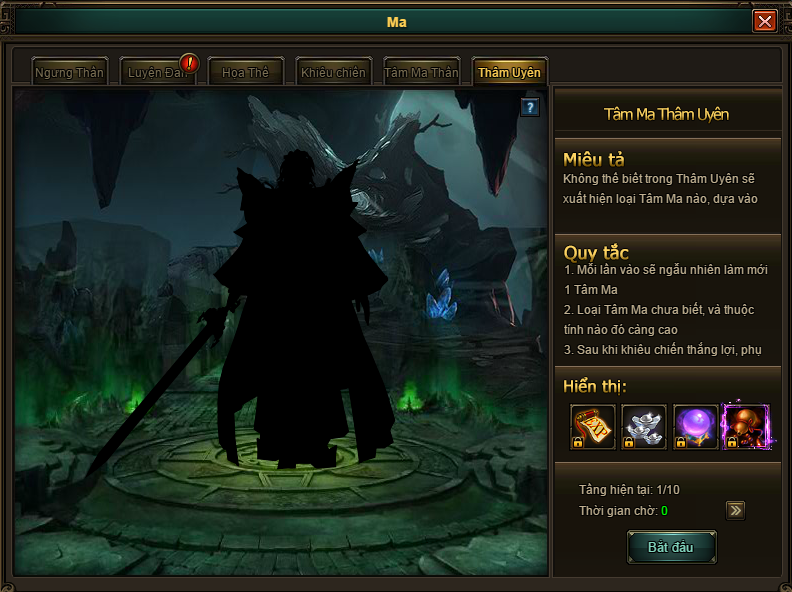 Ma
Ngưng Thần
Luyện Đan
Họa Thể
Khiêu chiến
Tâm Ma Thân
Thâm Uyên
?
Tâm Ma Thâm Uyên
Miêu tả
Không thể biết trong Thâm Uyên sẽ
xuất hiện loại Tâm Ma nào, dựa vào
Quy tắc
1. Mỗi lần vào sẽ ngẫu nhiên làm mới
1 Tâm Ma
2. Loại Tâm Ma chưa biết, và thuộc
tính nào đó càng cao
3. Sau khi khiêu chiến thắng lợi, phụ
Hiển thị:
XP
Tầng hiện tại: 1/10
Thời gian chờ: 0
Bắt đầu